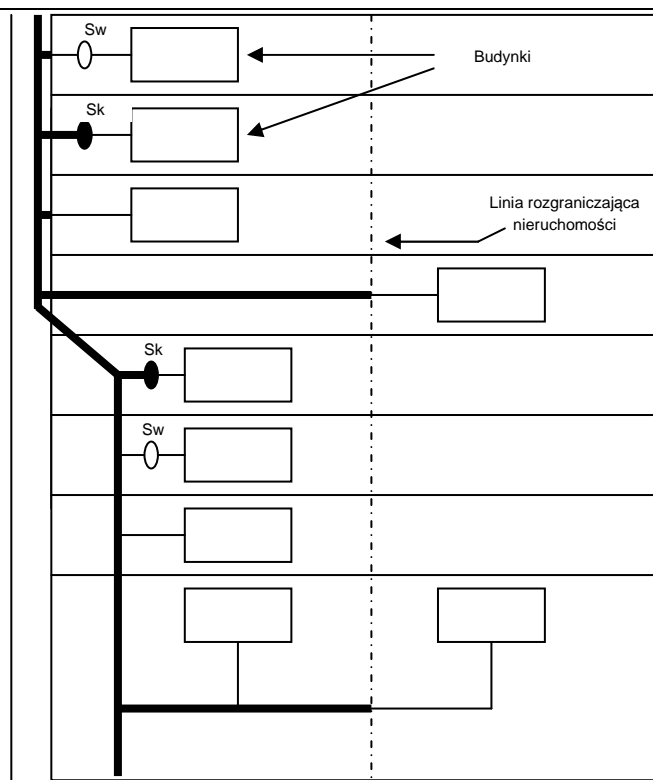 Sw
Budynki
Sk
Linia rozgraniczająca
nieruchomości
Sk
Sw